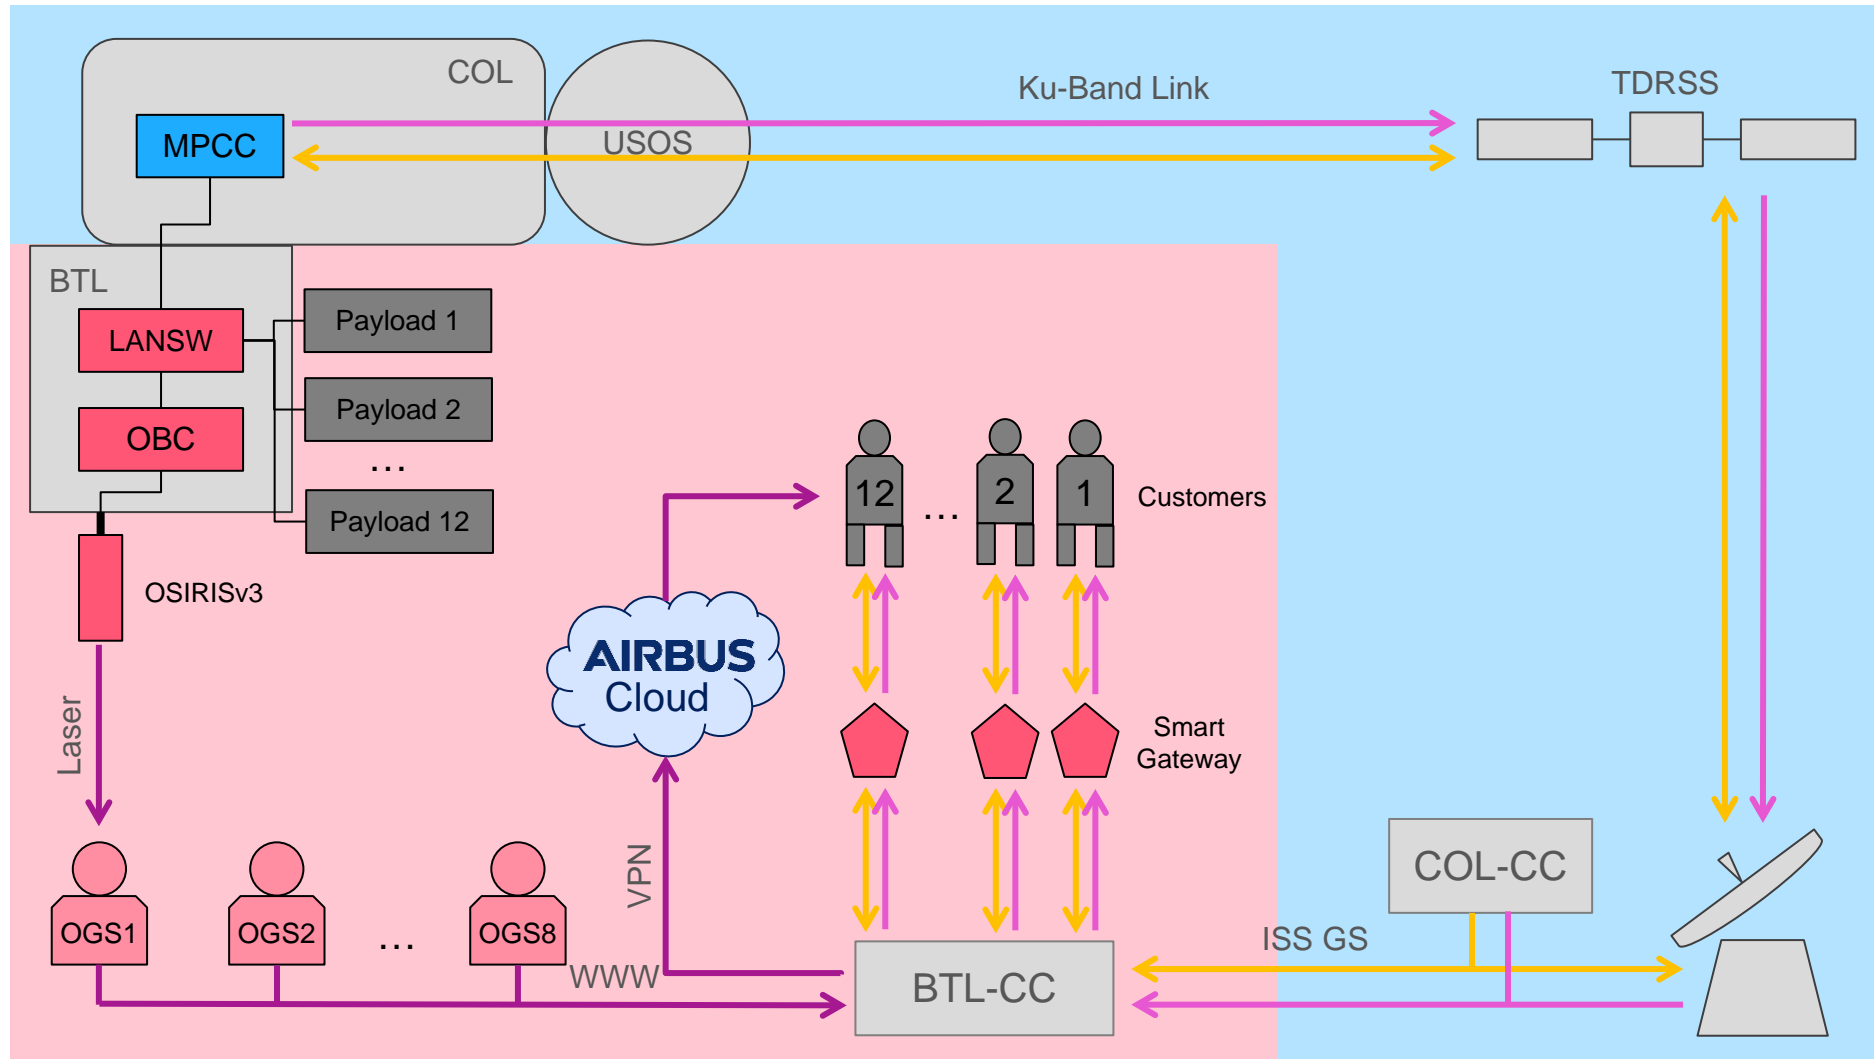 COL
Ku-Band Link
TDRSS
MPCC
USOS
BTL
LANSW
Payload 1
OBC
Payload 2
...
Payload 12
12
...
2
1
Customers
OSIRISv3
AIRBUS
Cloud
Laser
Smart
Gateway
VPN
COL-CC
OGS1
OGS2
...
OGS8
ISS GS
WWW
BTL-CC